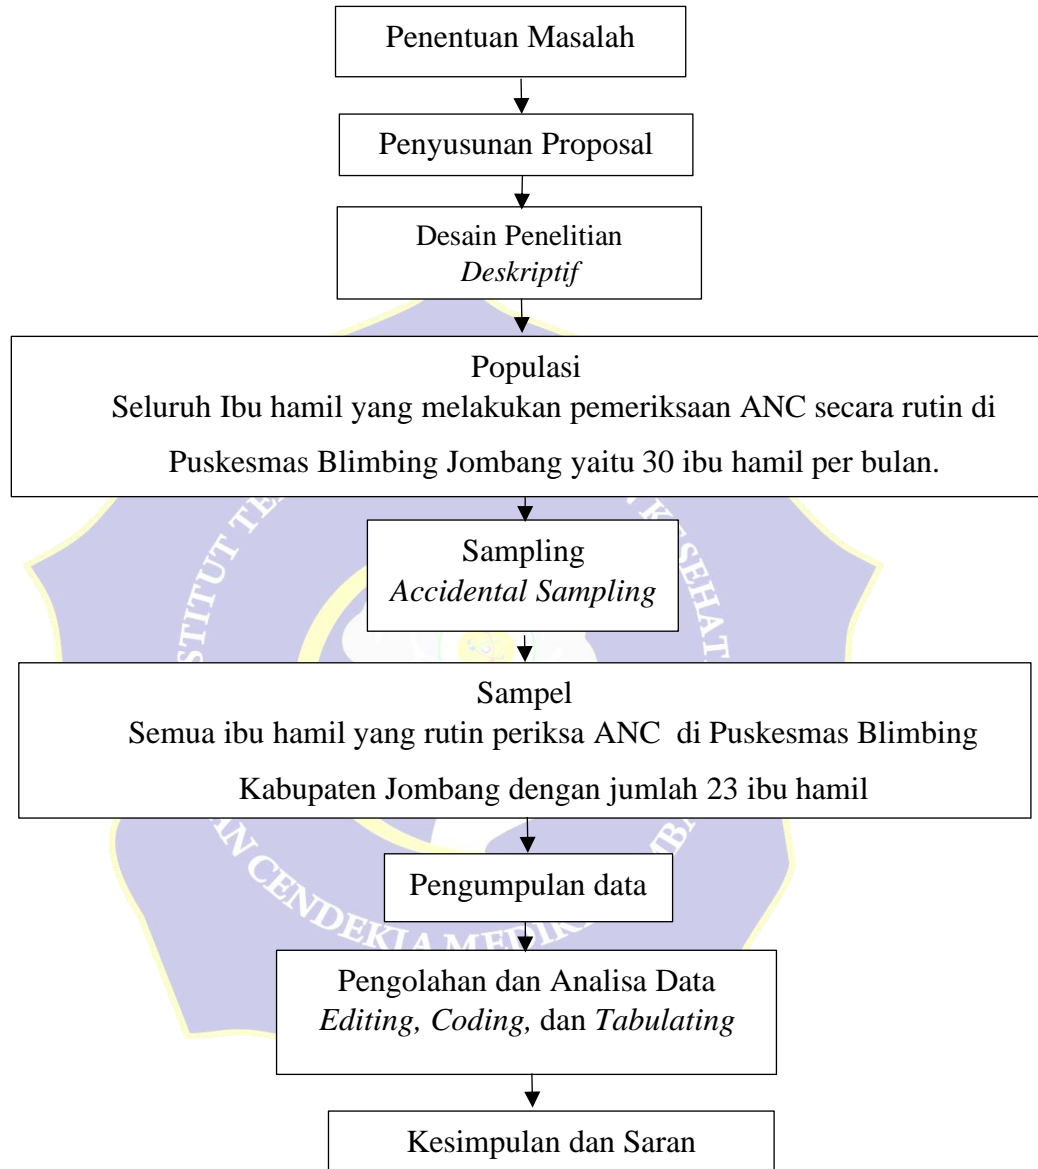 Penentuan Masalah
Penyusunan Proposal
Desain Penelitian
Deskriptif
Populasi
Seluruh Ibu hamil yang melakukan pemeriksaan ANC secara rutin di
Puskesmas Blimbing Jombang yaitu 30 ibu hamil per bulan.
Sampling
Accidental Sampling
Sampel
Semua ibu hamil yang rutin periksa ANC di Puskesmas Blimbing
Kabupaten Jombang dengan jumlah 23 ibu hamil
Pengumpulan data
Pengolahan dan Analisa Data
Editing, Coding, dan Tabulating
Kesimpulan dan Saran
CENDEKIA